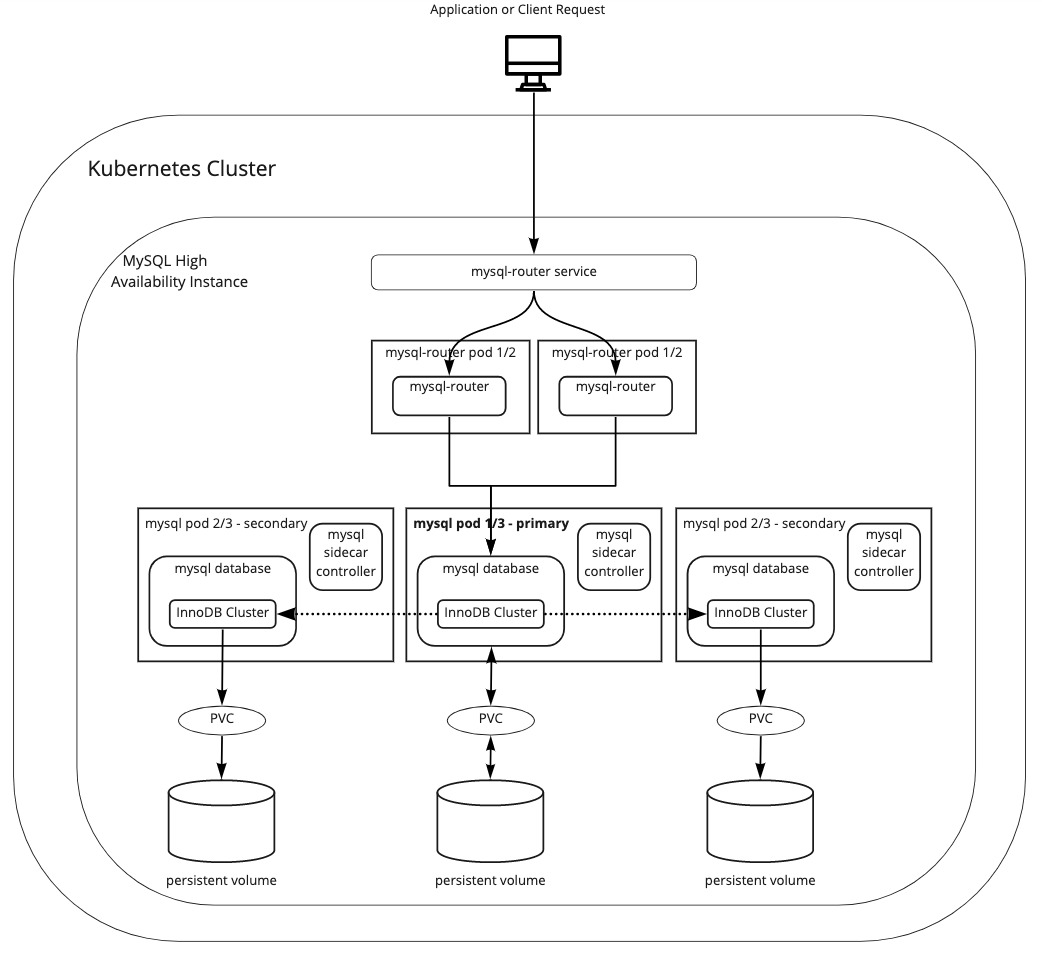 Application or Client Request
Kubernetes Cluster
MySQL High
Availability Instance
mysql-router service
mysql-router pod 1/2
mysql-router
mysql-router pod 1/2
mysql-router
mysql pod 2/3 - secondary
mysql
sidecar
controller
mysql database
InnoDB Cluster
mysql pod 1/3 - primary
mysql
sidecar
controller
mysql database
InnoDB Cluster
mysql pod 2/3 - secondary
mysql
sidecar
controller
mysql database
InnoDB Cluster
PVC
PVC
PVC
persistent volume
persistent volume
persistent volume